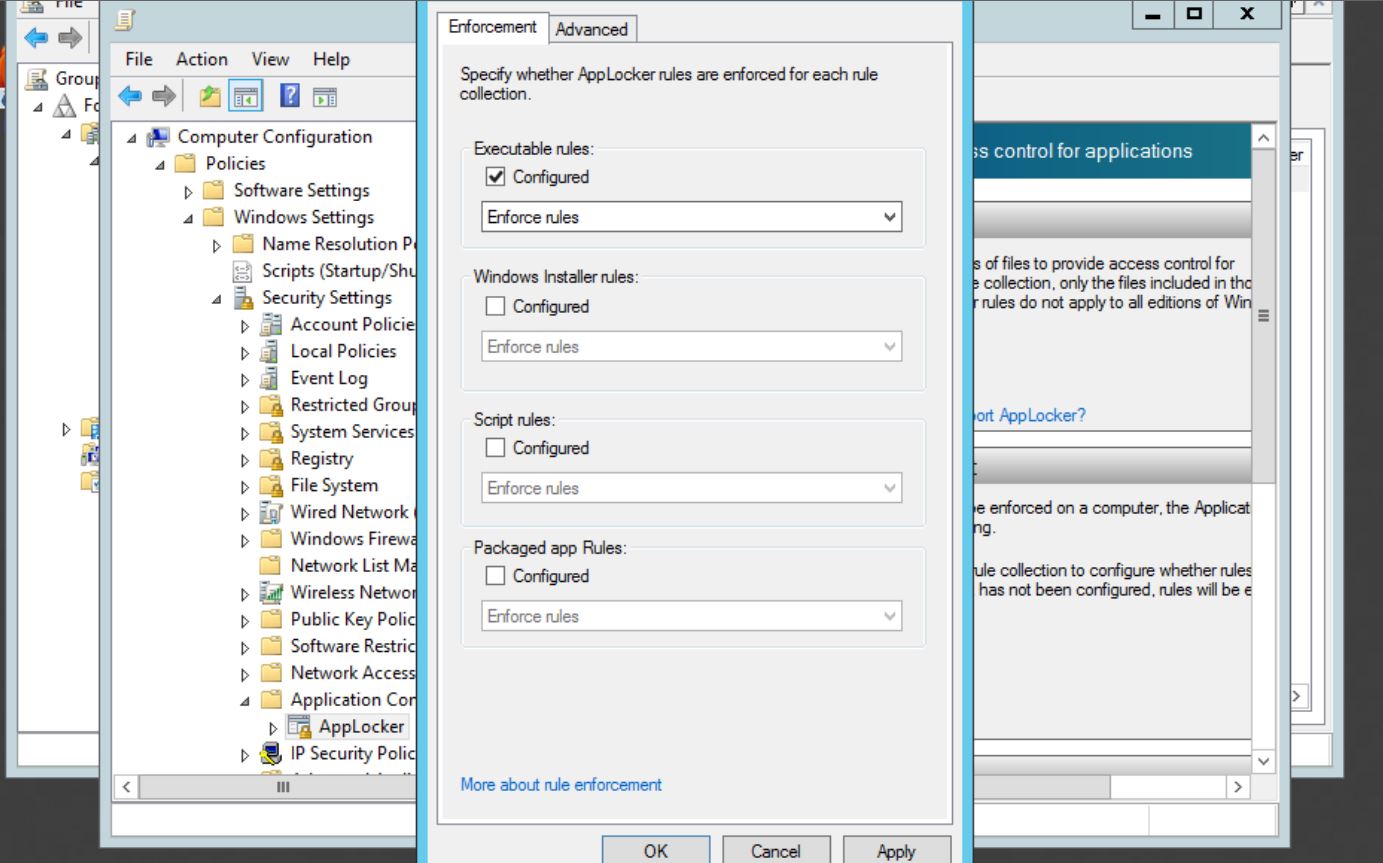 File
Group
Fo
File Action View Help
Computer Configuration
Policies
Software Settings
Windows Settings
Name Resolution P
Scripts (Startup/Shu
Security Settings
Account Policie
Local Policies
Event Log
Restricted Group
System Services
Registry
File System
Wired Network (
Windows Firewa
Network List Ma
Wireless Networ
Public Key Polic
Software Restric
Network Access
Application Con
AppLocker
IP Security Polic
Enforcement Advanced
Specify whether AppLocker rules are enforced for each rule
collection.
Executable rules:
Configured
Enforce rules
Windows Installer rules:
Configured
Enforce rules
Script rules:
Configured
Enforce rules
Packaged app Rules:
Configured
Enforce rules
More about rule enforcement
OK Cancel Apply
ss control for applications
s of files to provide access control for
e collection, only the files included in tho
r rules do not apply to all editions of Win
port AppLocker?
t
be enforced on a computer, the Applicati
ng.
rule collection to configure whether rules
has not been configured, rules will be e
er